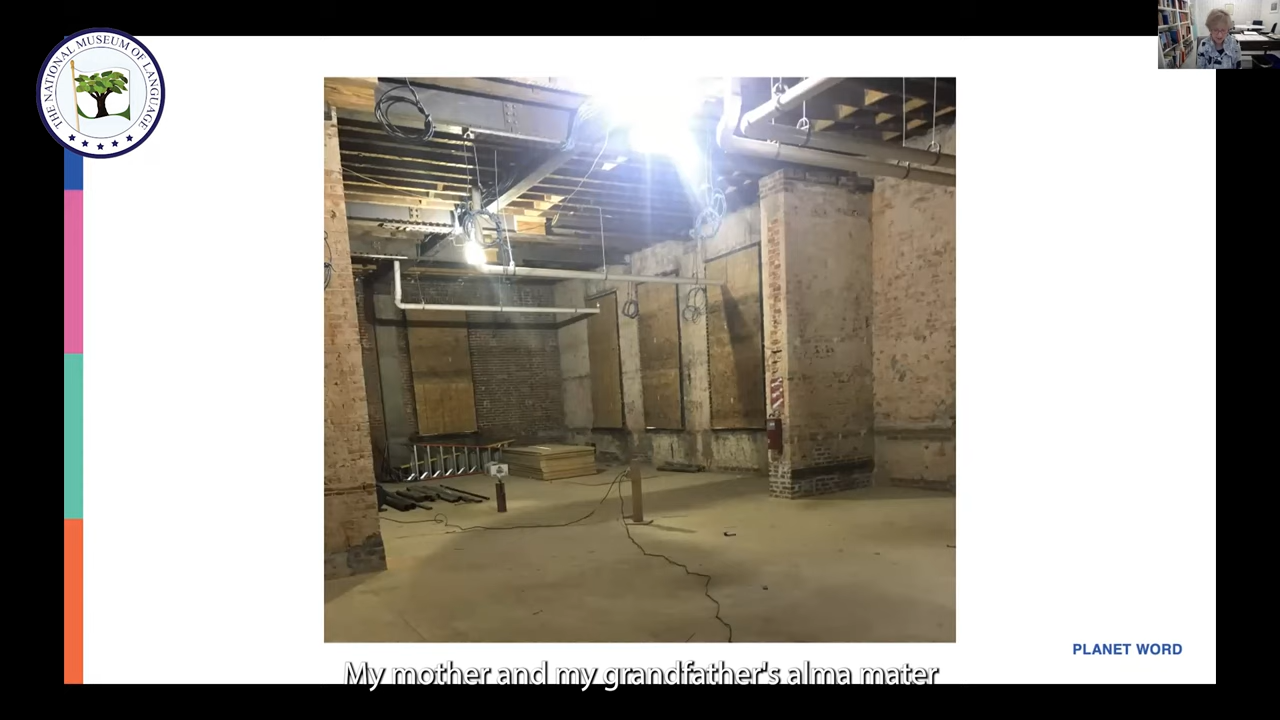 THE NATIONAL MUSEUM OF LANGUAGE
PLANET WORD
My mother and my grandfather's alma mater